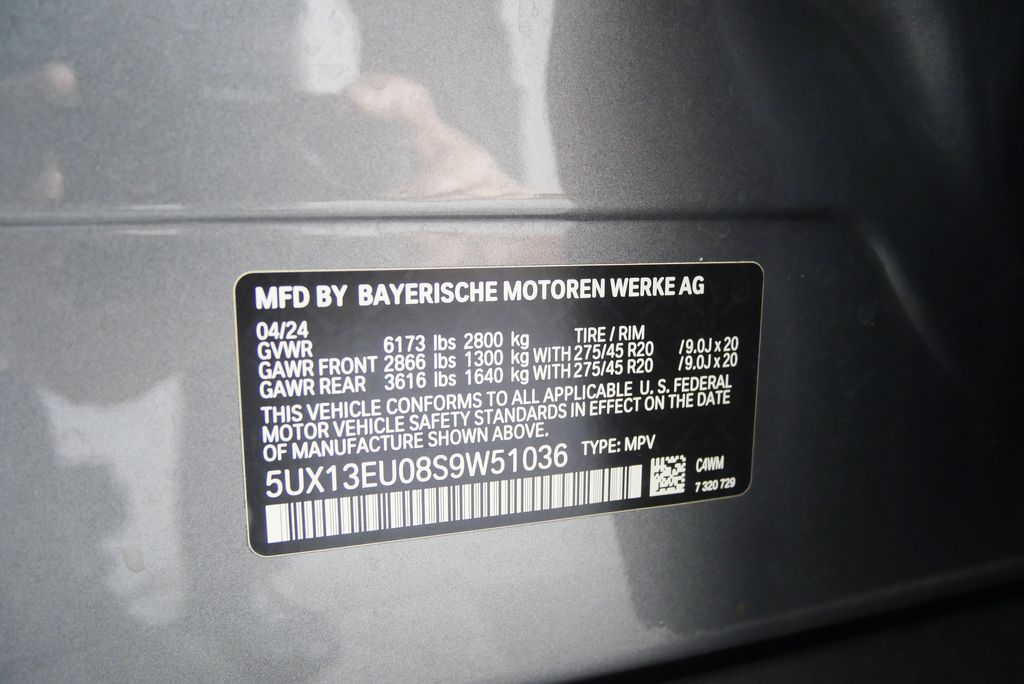 MFD BY BAYERISCHE MOTOREN WERKE AG
04/24 TIRE / RIM
GVWR 6173 lbs 2800 kg
GAWR FRONT 2866 lbs 1300 kg WITH 275/45 R20 /9.0J x 20
GAWR REAR 3616 lbs 1640 kg WITH 275/45 R20 /9.0J x 20
THIS VEHICLE CONFORMS TO ALL APPLICABLE U. S. FEDERAL
MOTOR VEHICLE SAFETY STANDARDS IN EFFECT ON THE DATE
OF MANUFACTURE SHOWN ABOVE.
5UX13EU08S9W51036 TYPE: MPV
C4WM
7 320 729